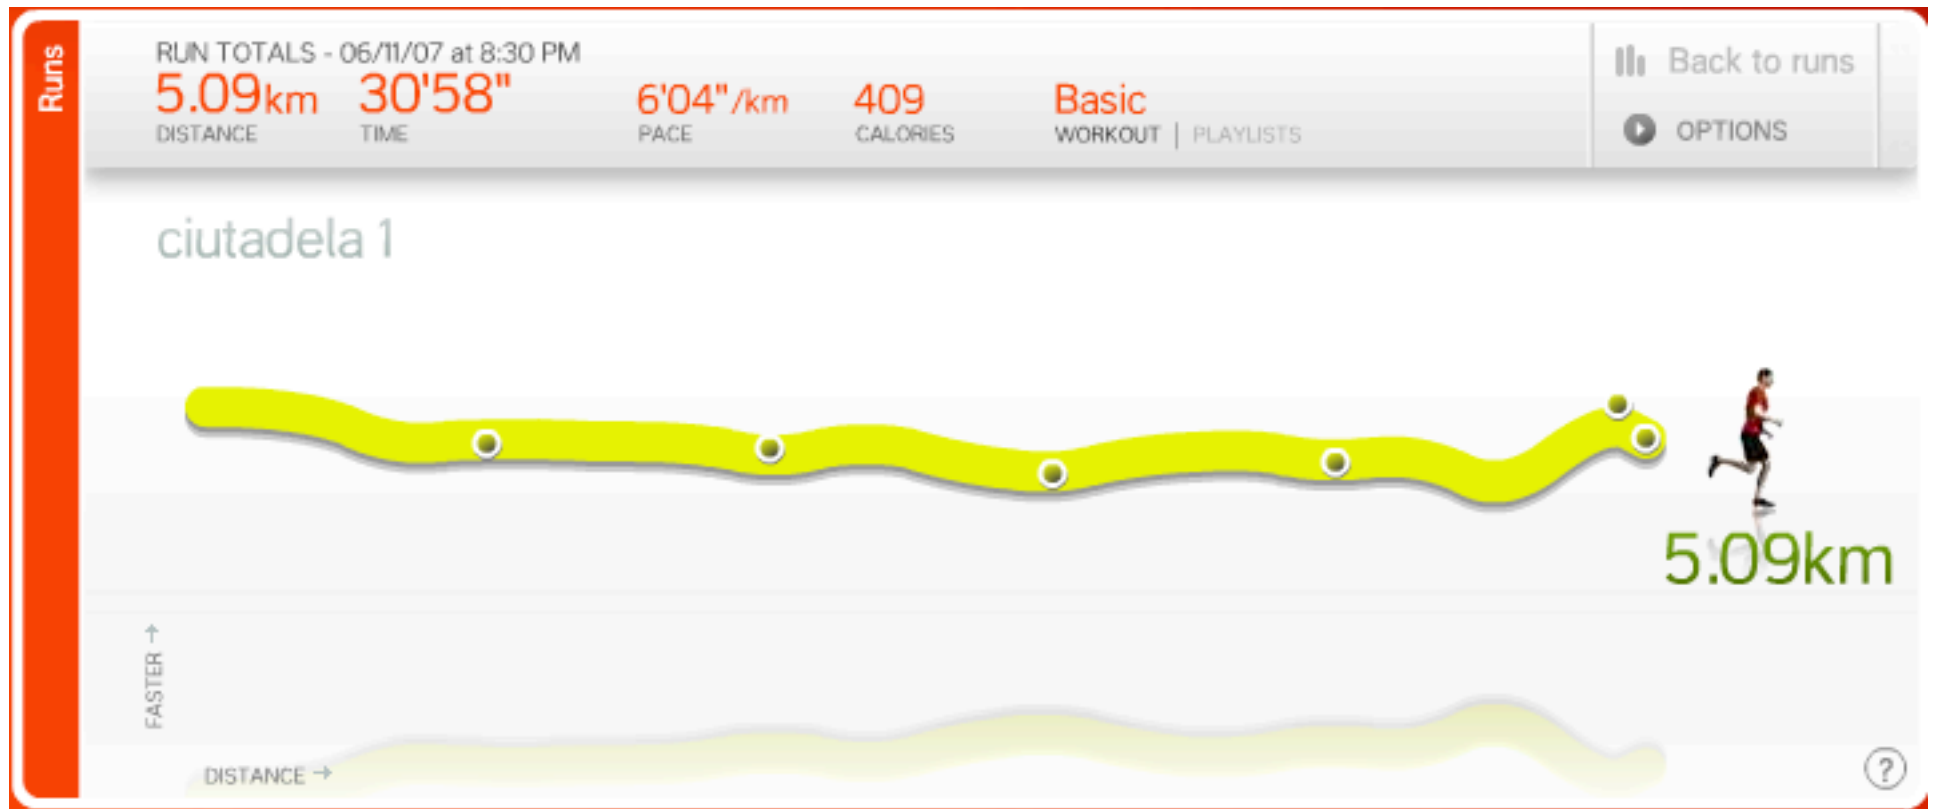 Runs
RUN TOTALS - 06/11/07 at 8:30 PM
5.09km 30'58" 6'04"/km 409 Basic
DISTANCE TIME PACE CALORIES WORKOUT | PLAYLISTS
Back to runs
OPTIONS
ciutadela 1
5.09km
FASTER →
DISTANCE →
?